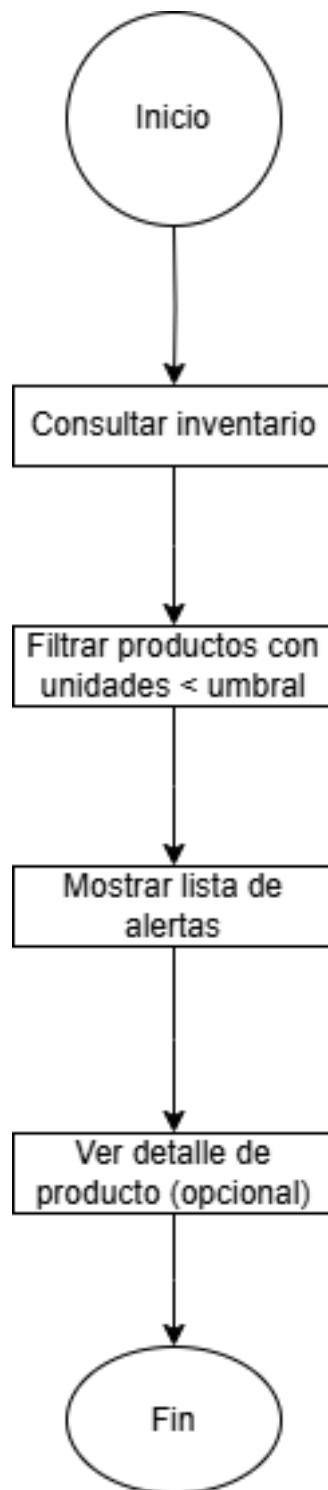 Inicio
Consultar inventario
Filtrar productos con
unidades < umbral
Mostrar lista de
alertas
Ver detalle de
producto (opcional)
Fin